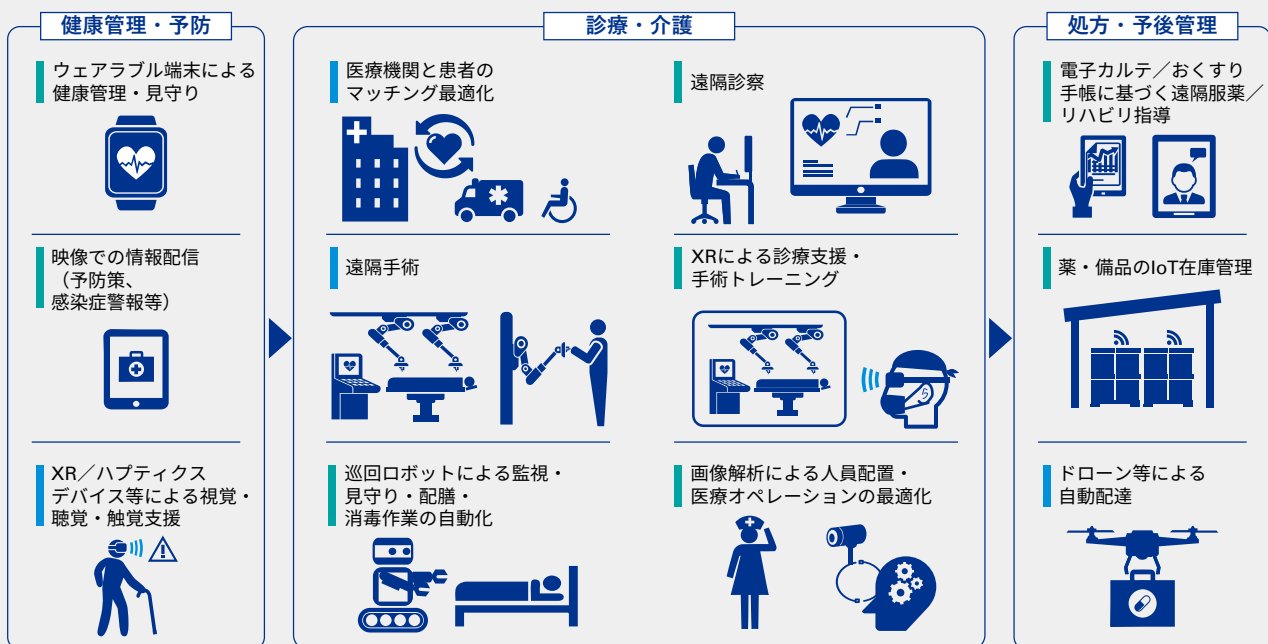 健康管理・予防
ウェアラブル端末による
健康管理・見守り
映像での情報配信
（予防策、
感染症警報等）
XR／ハプティクス
デバイス等による視覚・
聴覚・触覚支援
診療・介護
医療機関と患者の
マッチング最適化
遠隔診察
遠隔手術
XRによる診療支援・
手術トレーニング
巡回ロボットによる監視・
見守り・配膳・
消毒作業の自動化
画像解析による人員配置・
医療オペレーションの最適化
処方・予後管理
電子カルテ／おくすり
手帳に基づく遠隔服薬／
リハビリ指導
薬・備品のIoT在庫管理
ドローン等による
自動配達